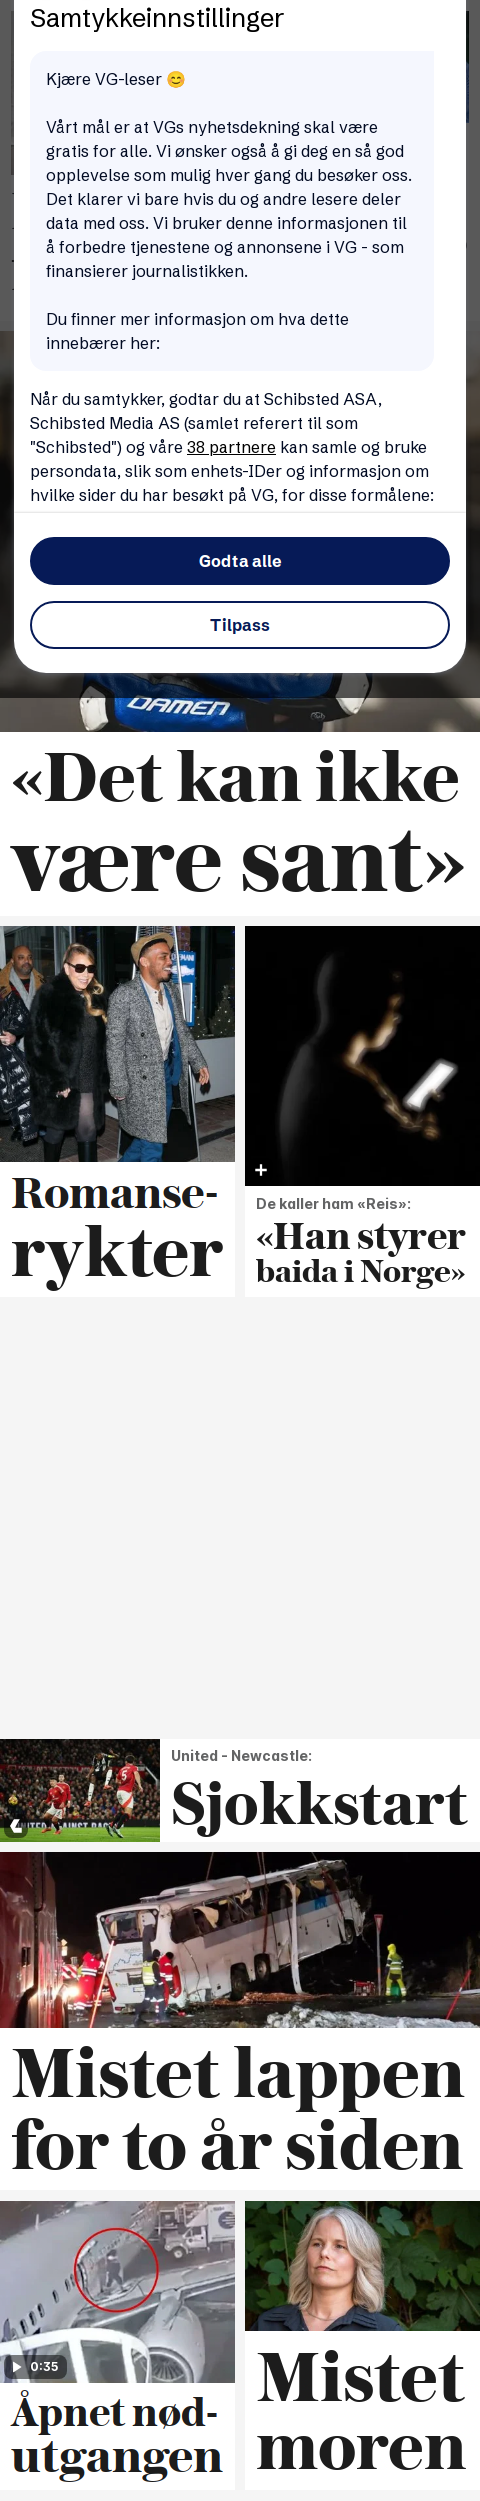 Samtykkeinnstillinger
Kjære VG-leser 😊
Vårt mål er at VGs nyhetsdekning skal være
gratis for alle. Vi ønsker også å gi deg en så god
opplevelse som mulig hver gang du besøker oss.
Det klarer vi bare hvis du og andre lesere deler
data med oss. Vi bruker denne informasjonen til
å forbedre tjenestene og annonsene i VG - som
finansierer journalistikken.
Du finner mer informasjon om hva dette
innebærer her:
Når du samtykker, godtar du at Schibsted ASA,
Schibsted Media AS (samlet referert til som
"Schibsted") og våre 38 partnere kan samle og bruke
persondata, slik som enhets-IDer og informasjon om
hvilke sider du har besøkt på VG, for disse formålene:
Godta alle
Tilpass
DAMEN
«Det kan ikke
være sant»
Romanse-
rykter
De kaller ham «Reis»:
«Han styrer
baida i Norge»
United - Newcastle:
Sjokkstart
Mistet lappen
for to år siden
0:35
Åpnet nød-
utgangen
Mistet
moren